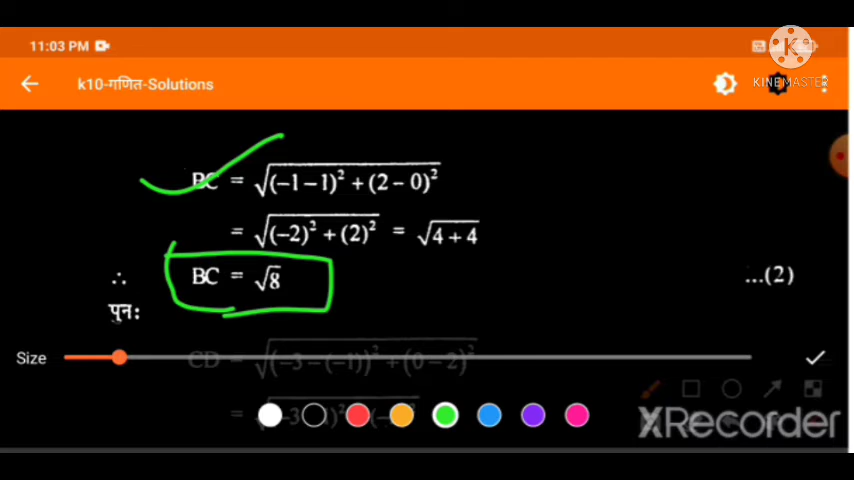 11:03 PM
KINEMASTER
k10-गणित-Solutions
BC = √(-1-1)² + (2-0)²
= √(-2)² + (2)² = √4+4
∴ BC = √8 ...(2)
पुनः
Size
CD = √(-3-(-1))² + (0-2)²
XRecorder